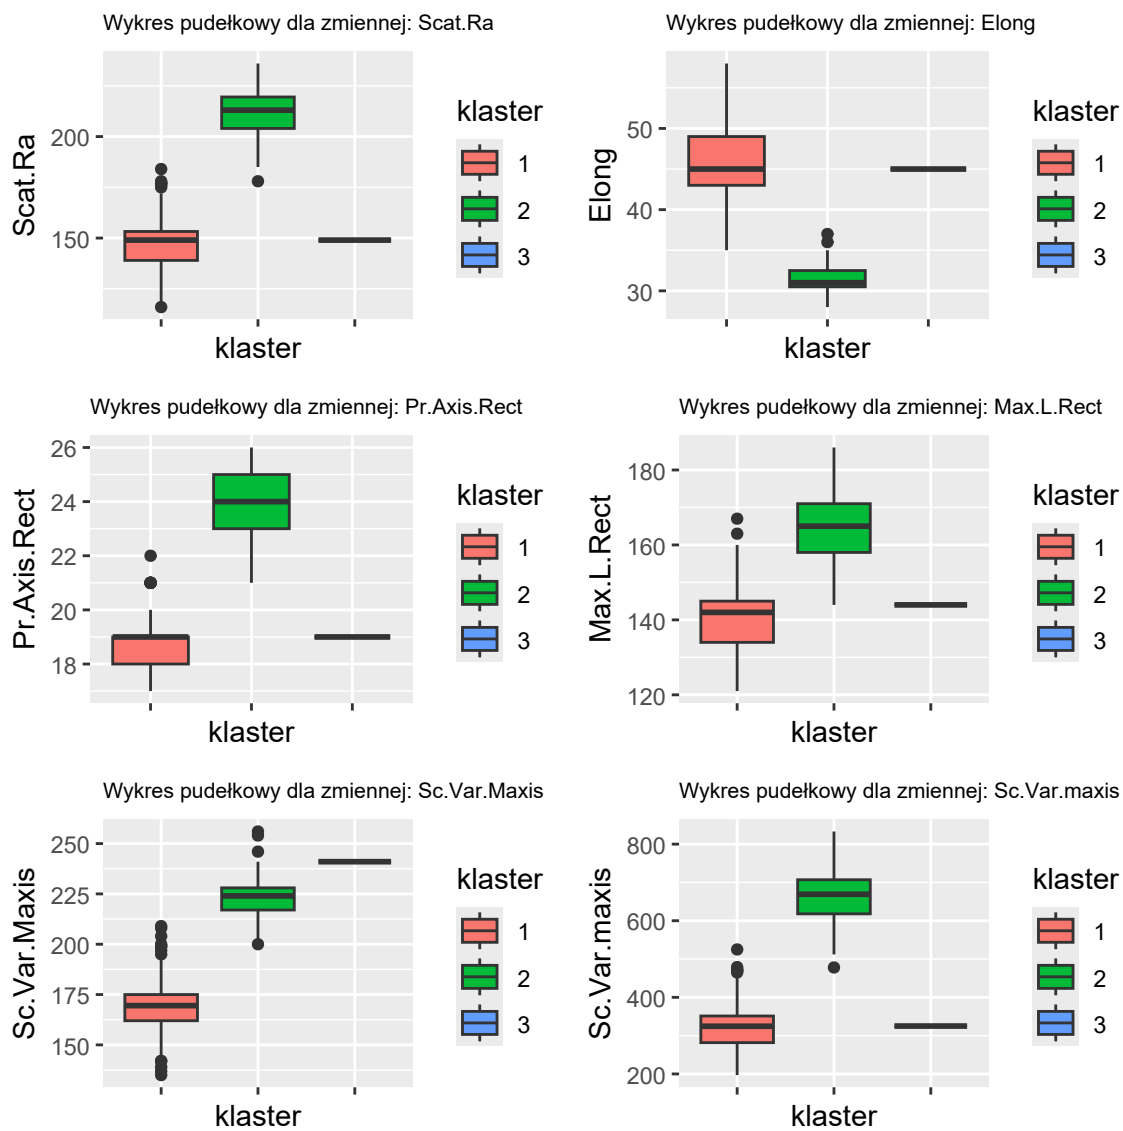 Wykres pudełkowy dla zmiennej: Scat.Ra
Scat.Ra
200
150
klaster
klaster
1
2
3
Wykres pudełkowy dla zmiennej: Elong
Elong
50
40
30
klaster
klaster
1
2
3
Wykres pudełkowy dla zmiennej: Pr.Axis.Rect
Pr.Axis.Rect
26
24
22
20
18
klaster
klaster
1
2
3
Wykres pudełkowy dla zmiennej: Max.L.Rect
Max.L.Rect
180
160
140
120
klaster
klaster
1
2
3
Wykres pudełkowy dla zmiennej: Sc.Var.Maxis
Sc.Var.Maxis
250
225
200
175
150
klaster
klaster
1
2
3
Wykres pudełkowy dla zmiennej: Sc.Var.maxis
Sc.Var.maxis
800
600
400
200
klaster
klaster
1
2
3